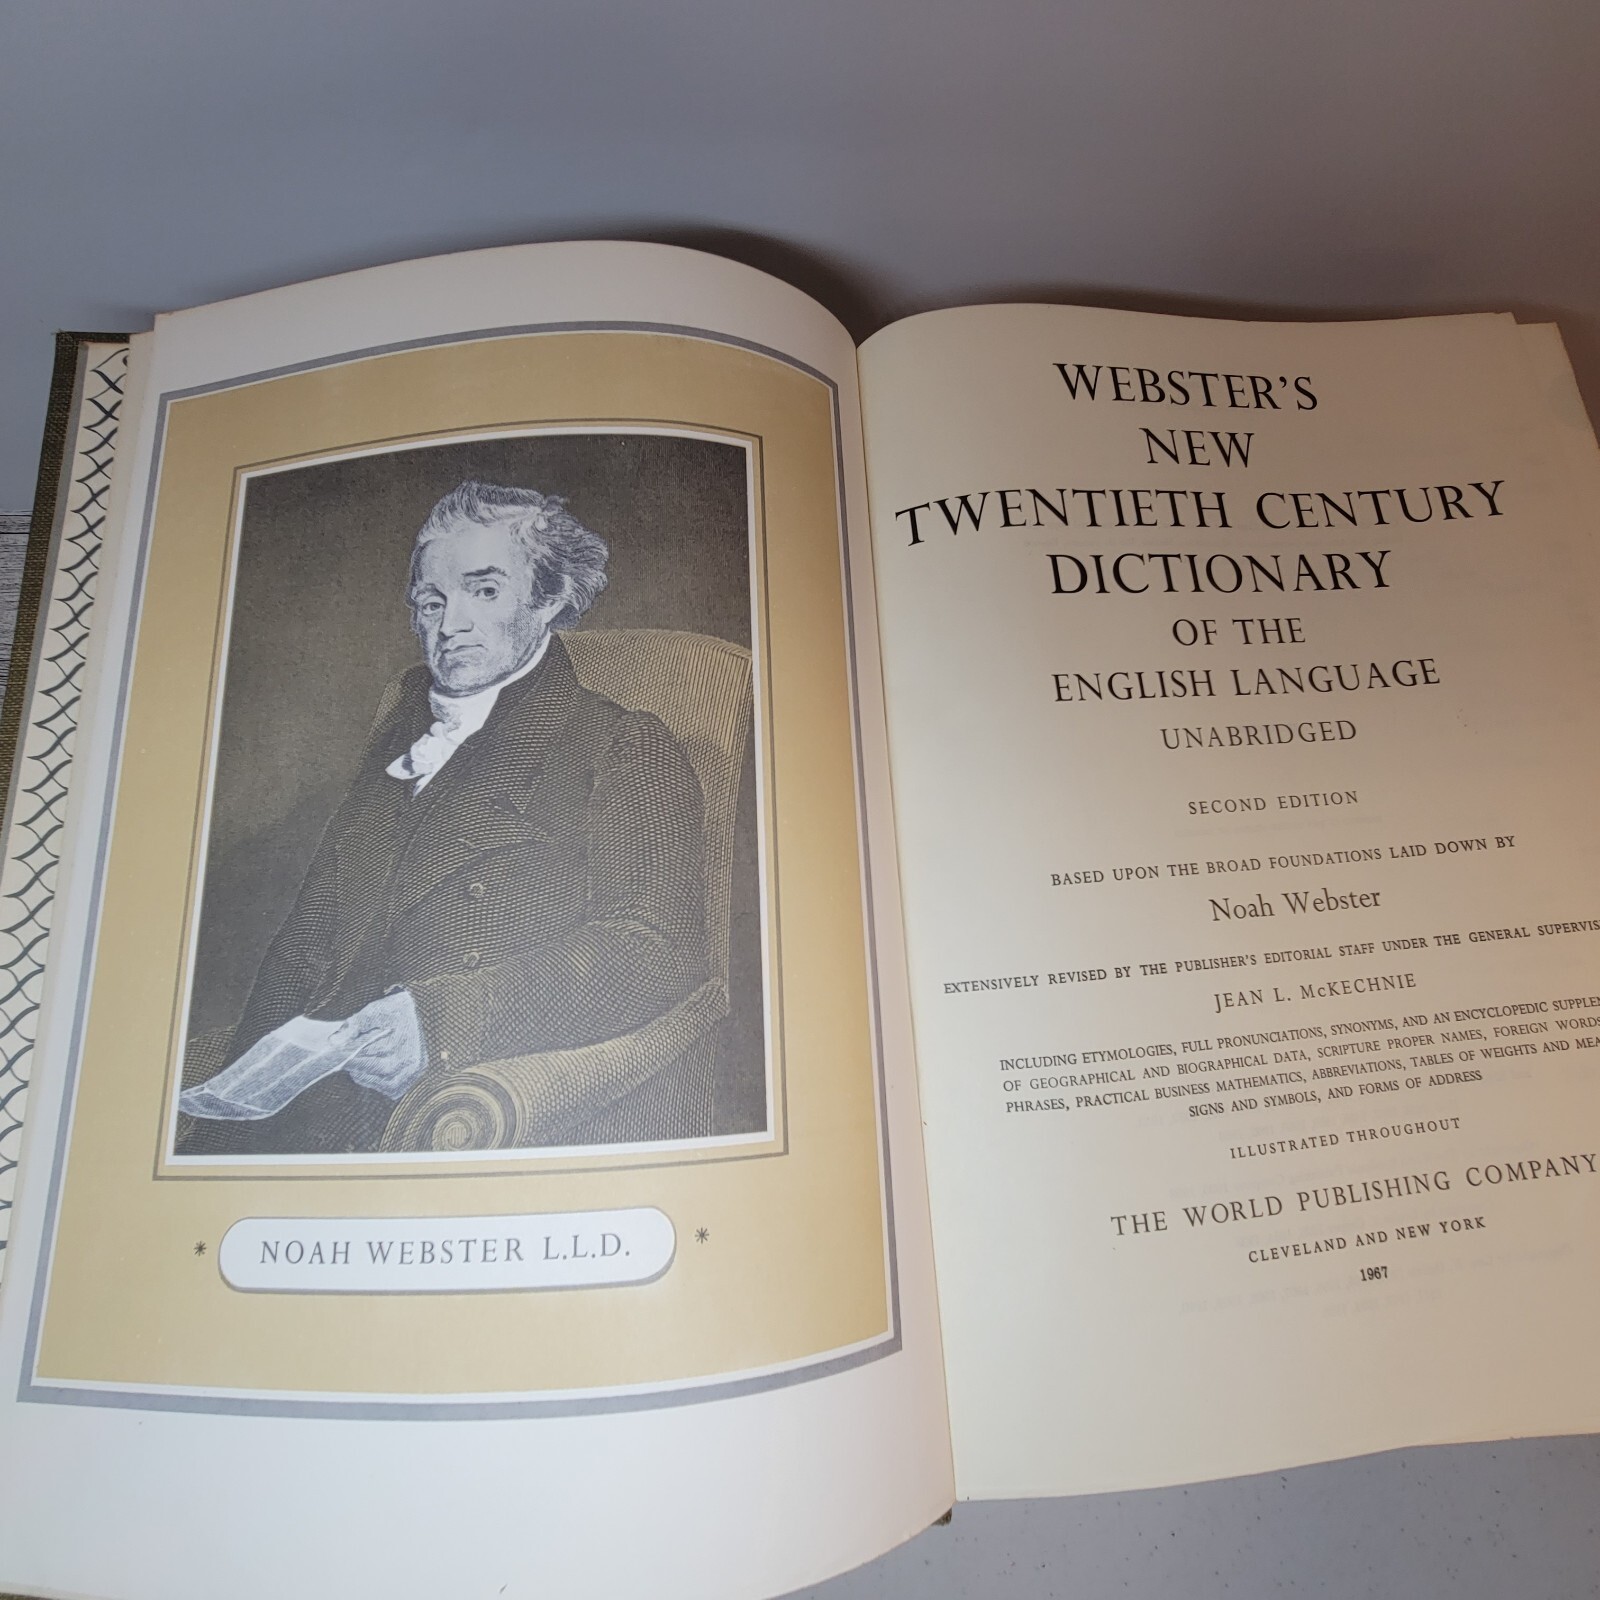 * NOAH WEBSTER L.L.D. *
WEBSTER'S
NEW
TWENTIETH CENTURY
DICTIONARY
OF THE
ENGLISH LANGUAGE
UNABRIDGED
SECOND EDITION
BASED UPON THE BROAD FOUNDATIONS LAID DOWN BY
Noah Webster
EXTENSIVELY REVISED BY THE PUBLISHER'S EDITORIAL STAFF UNDER THE GENERAL SUPERVIS
JEAN L. McKECHNIE
INCLUDING ETYMOLOGIES, FULL PRONUNCIATIONS, SYNONYMS, AND AN ENCYCLOPEDIC SUPPLE
OF GEOGRAPHICAL AND BIOGRAPHICAL DATA, SCRIPTURE PROPER NAMES, FOREIGN WORDS
PHRASES, PRACTICAL BUSINESS MATHEMATICS, ABBREVIATIONS, TABLES OF WEIGHTS AND MEA
SIGNS AND SYMBOLS, AND FORMS OF ADDRESS
ILLUSTRATED THROUGHOUT
THE WORLD PUBLISHING COMPANY
CLEVELAND AND NEW YORK
1967